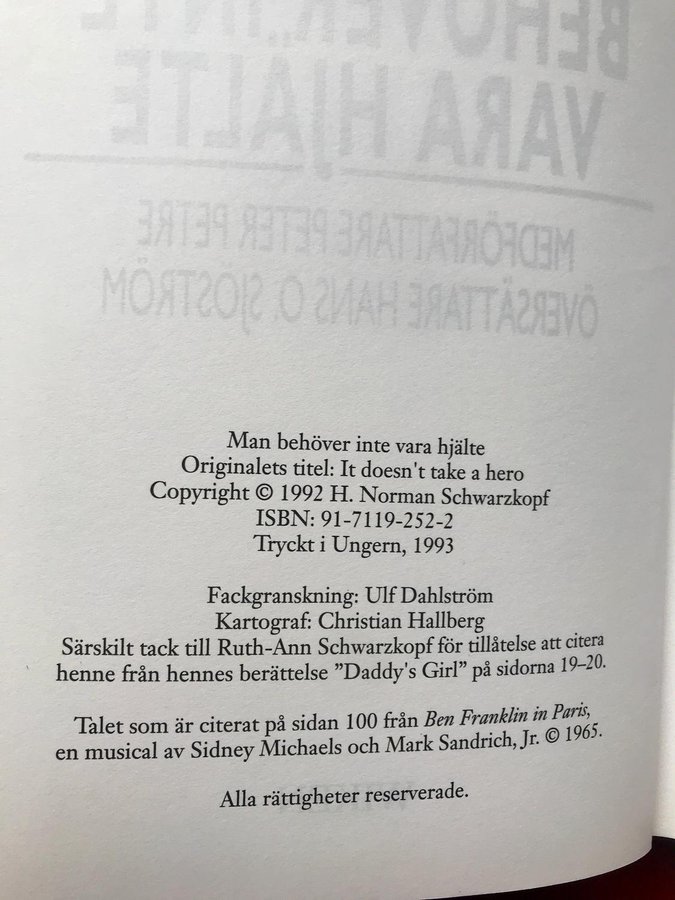 BEHÖVER INTE
VARA HJÄLTE
MEDFÖRFATTARE PETER PETRE
ÖVERSÄTTARE HANS O. SJÖSTRÖM
Man behöver inte vara hjälte
Originalets titel: It doesn't take a hero
Copyright © 1992 H. Norman Schwarzkopf
ISBN: 91-7119-252-2
Tryckt i Ungern, 1993
Fackgranskning: Ulf Dahlström
Kartograf: Christian Hallberg
Särskilt tack till Ruth-Ann Schwarzkopf för tillåtelse att citera
henne från hennes berättelse ”Daddy's Girl” på sidorna 19–20.
Talet som är citerat på sidan 100 från Ben Franklin in Paris,
en musical av Sidney Michaels och Mark Sandrich, Jr. © 1965.
Alla rättigheter reserverade.